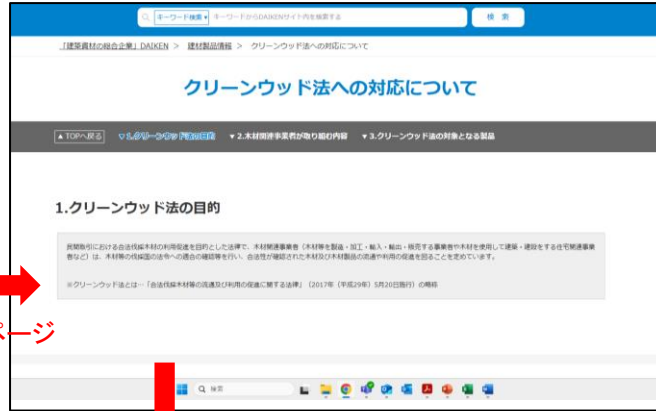 キーワード検索▼ キーワードからDAIKENサイト内を検索する 検 索
「建築資材の総合企業」DAIKEN > 建材製品情報 > クリーンウッド法への対応について
クリーンウッド法への対応について
▲TOPへ戻る ▼1.クリーンウッド法の目的 ▼2.木材関連事業者が取り組む内容 ▼3.クリーンウッド法の対象となる製品
1.クリーンウッド法の目的
民間取引における合法伐採木材の利用促進を目的とした法律で、木材関連事業者（木材等を製造・加工・輸入・輸出・販売する事業者や木材を使用して建築・建設をする住宅関連事業
者など）は、木材等の伐採国の法令への適合の確認等を行い、合法性が確認された木材及び木材製品の流通や利用の促進を図ることを定めています。
※クリーンウッド法とは…「合法伐採木材等の流通及び利用の促進に関する法律」（2017年（平成29年）5月20日施行）の略称
ページ
検索